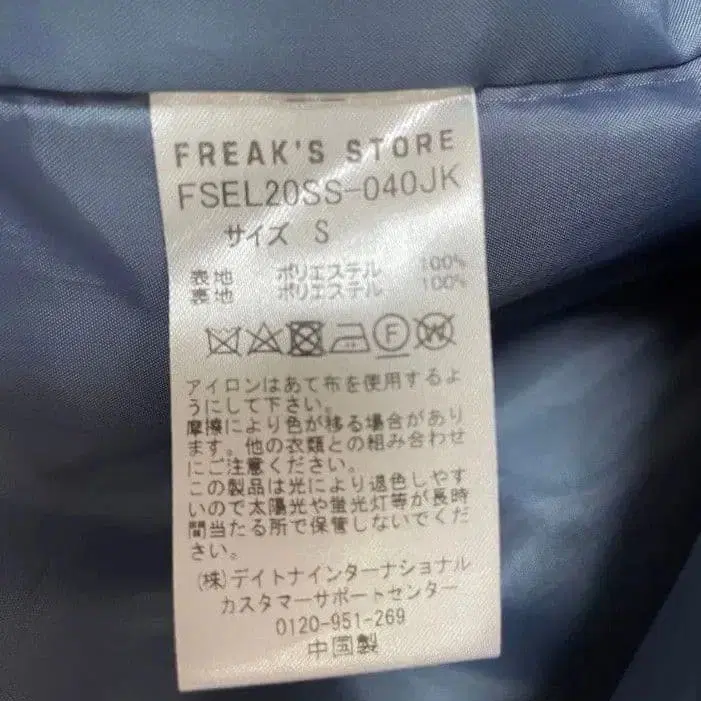 FREAK'S STORE
FSEL20SS-040JK
サイズ S
表地 ポリエステル 100%
裏地 ポリエステル 100%
F W
アイロンはあて布を使用するよ
うにして下さい。
摩擦により色が移る場合があり
ます。他の衣類との組み合わせ
にご注意ください。
この製品は光により退色しやす
いので太陽光や蛍光灯等が長時
間当たる所で保管しないでくだ
さい。
(株)デイトナインターナショナル
カスタマーサポートセンター
0120-951-269
中国製